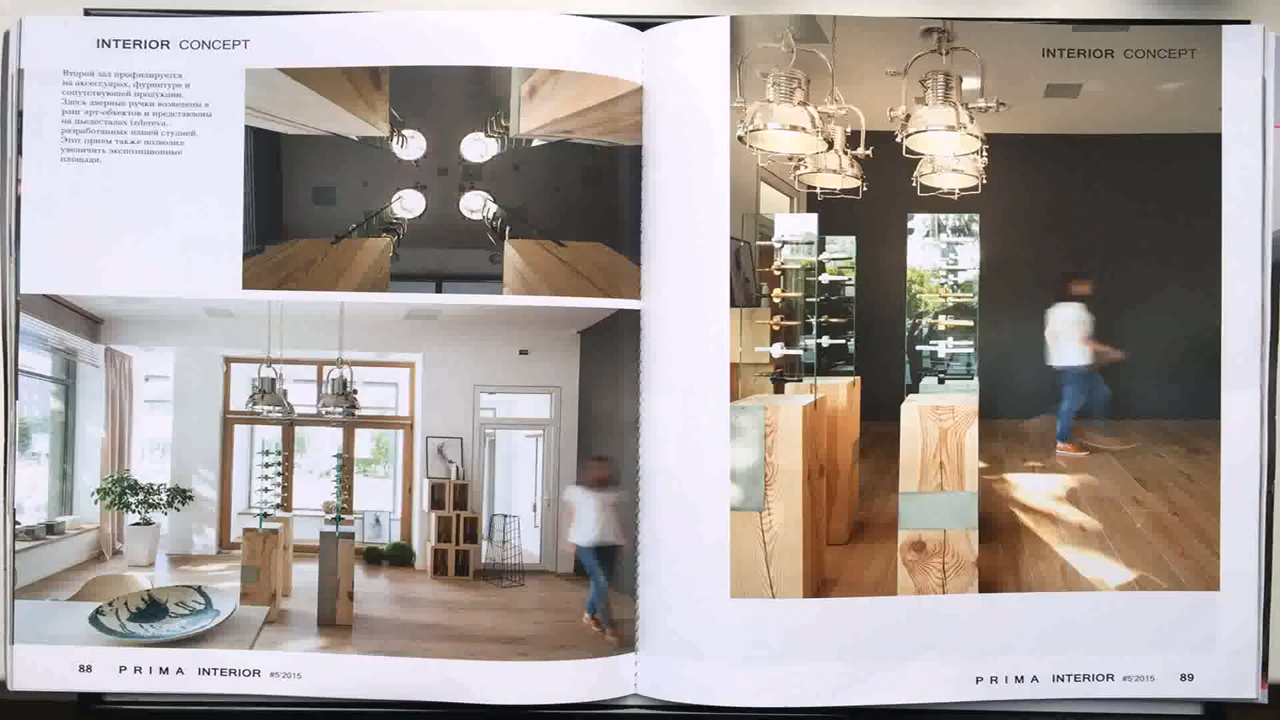 INTERIOR CONCEPT
Второй зал профилируется
на аксессуарах, фурнитуре и
сопутствующей продукции.
Здесь дверные ручки возведены в
ранг арт-объектов и представлены
на пьедесталах
разработанных нашей студией.
Этот прием также позволил
увеличить экспозиционные
площади.
88 PRIMA INTERIOR #5'2015
INTERIOR CONCEPT
PRIMA INTERIOR #5'2015 89